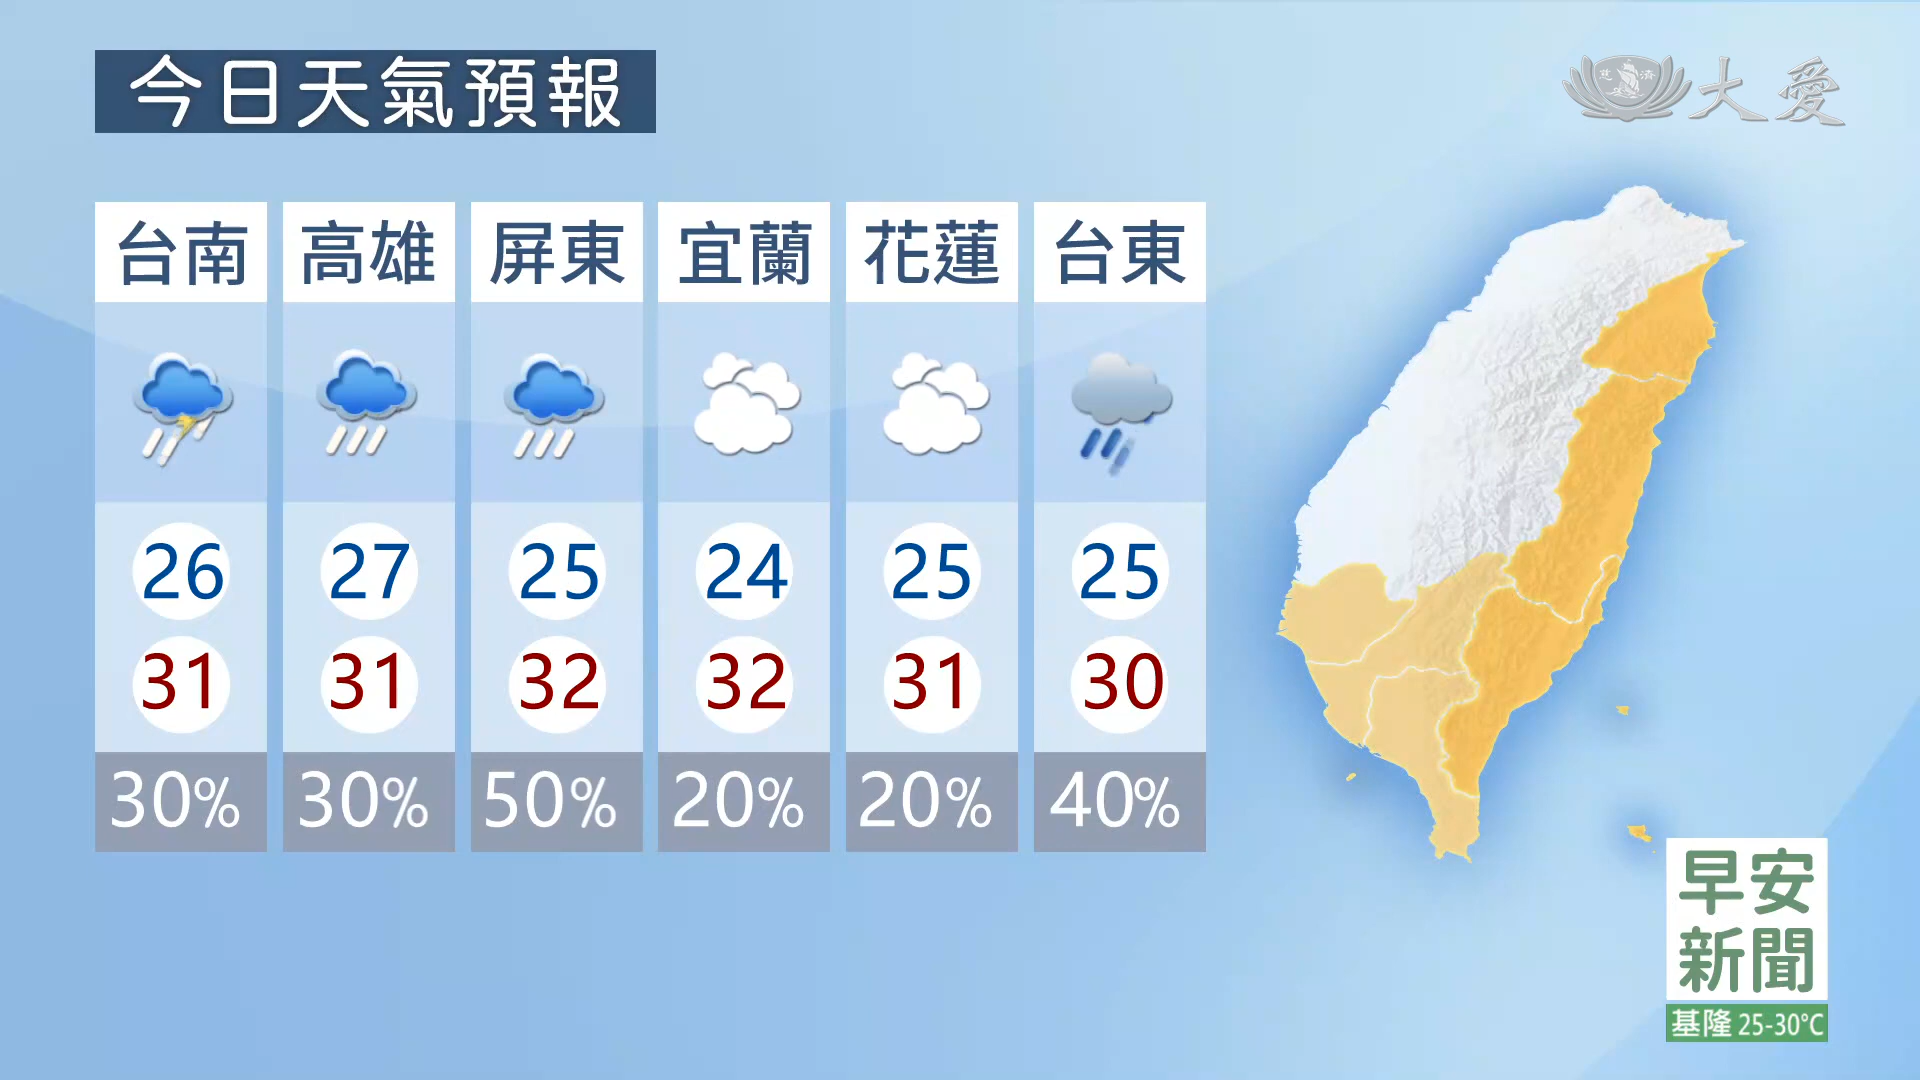 今日天氣預報
慈濟
大愛
台南 高雄 屏東 宜蘭 花蓮 台東
26 27 25 24 25 25
31 31 32 32 31 30
30% 30% 50% 20% 20% 40%
早安
新聞
基隆 25-30°C